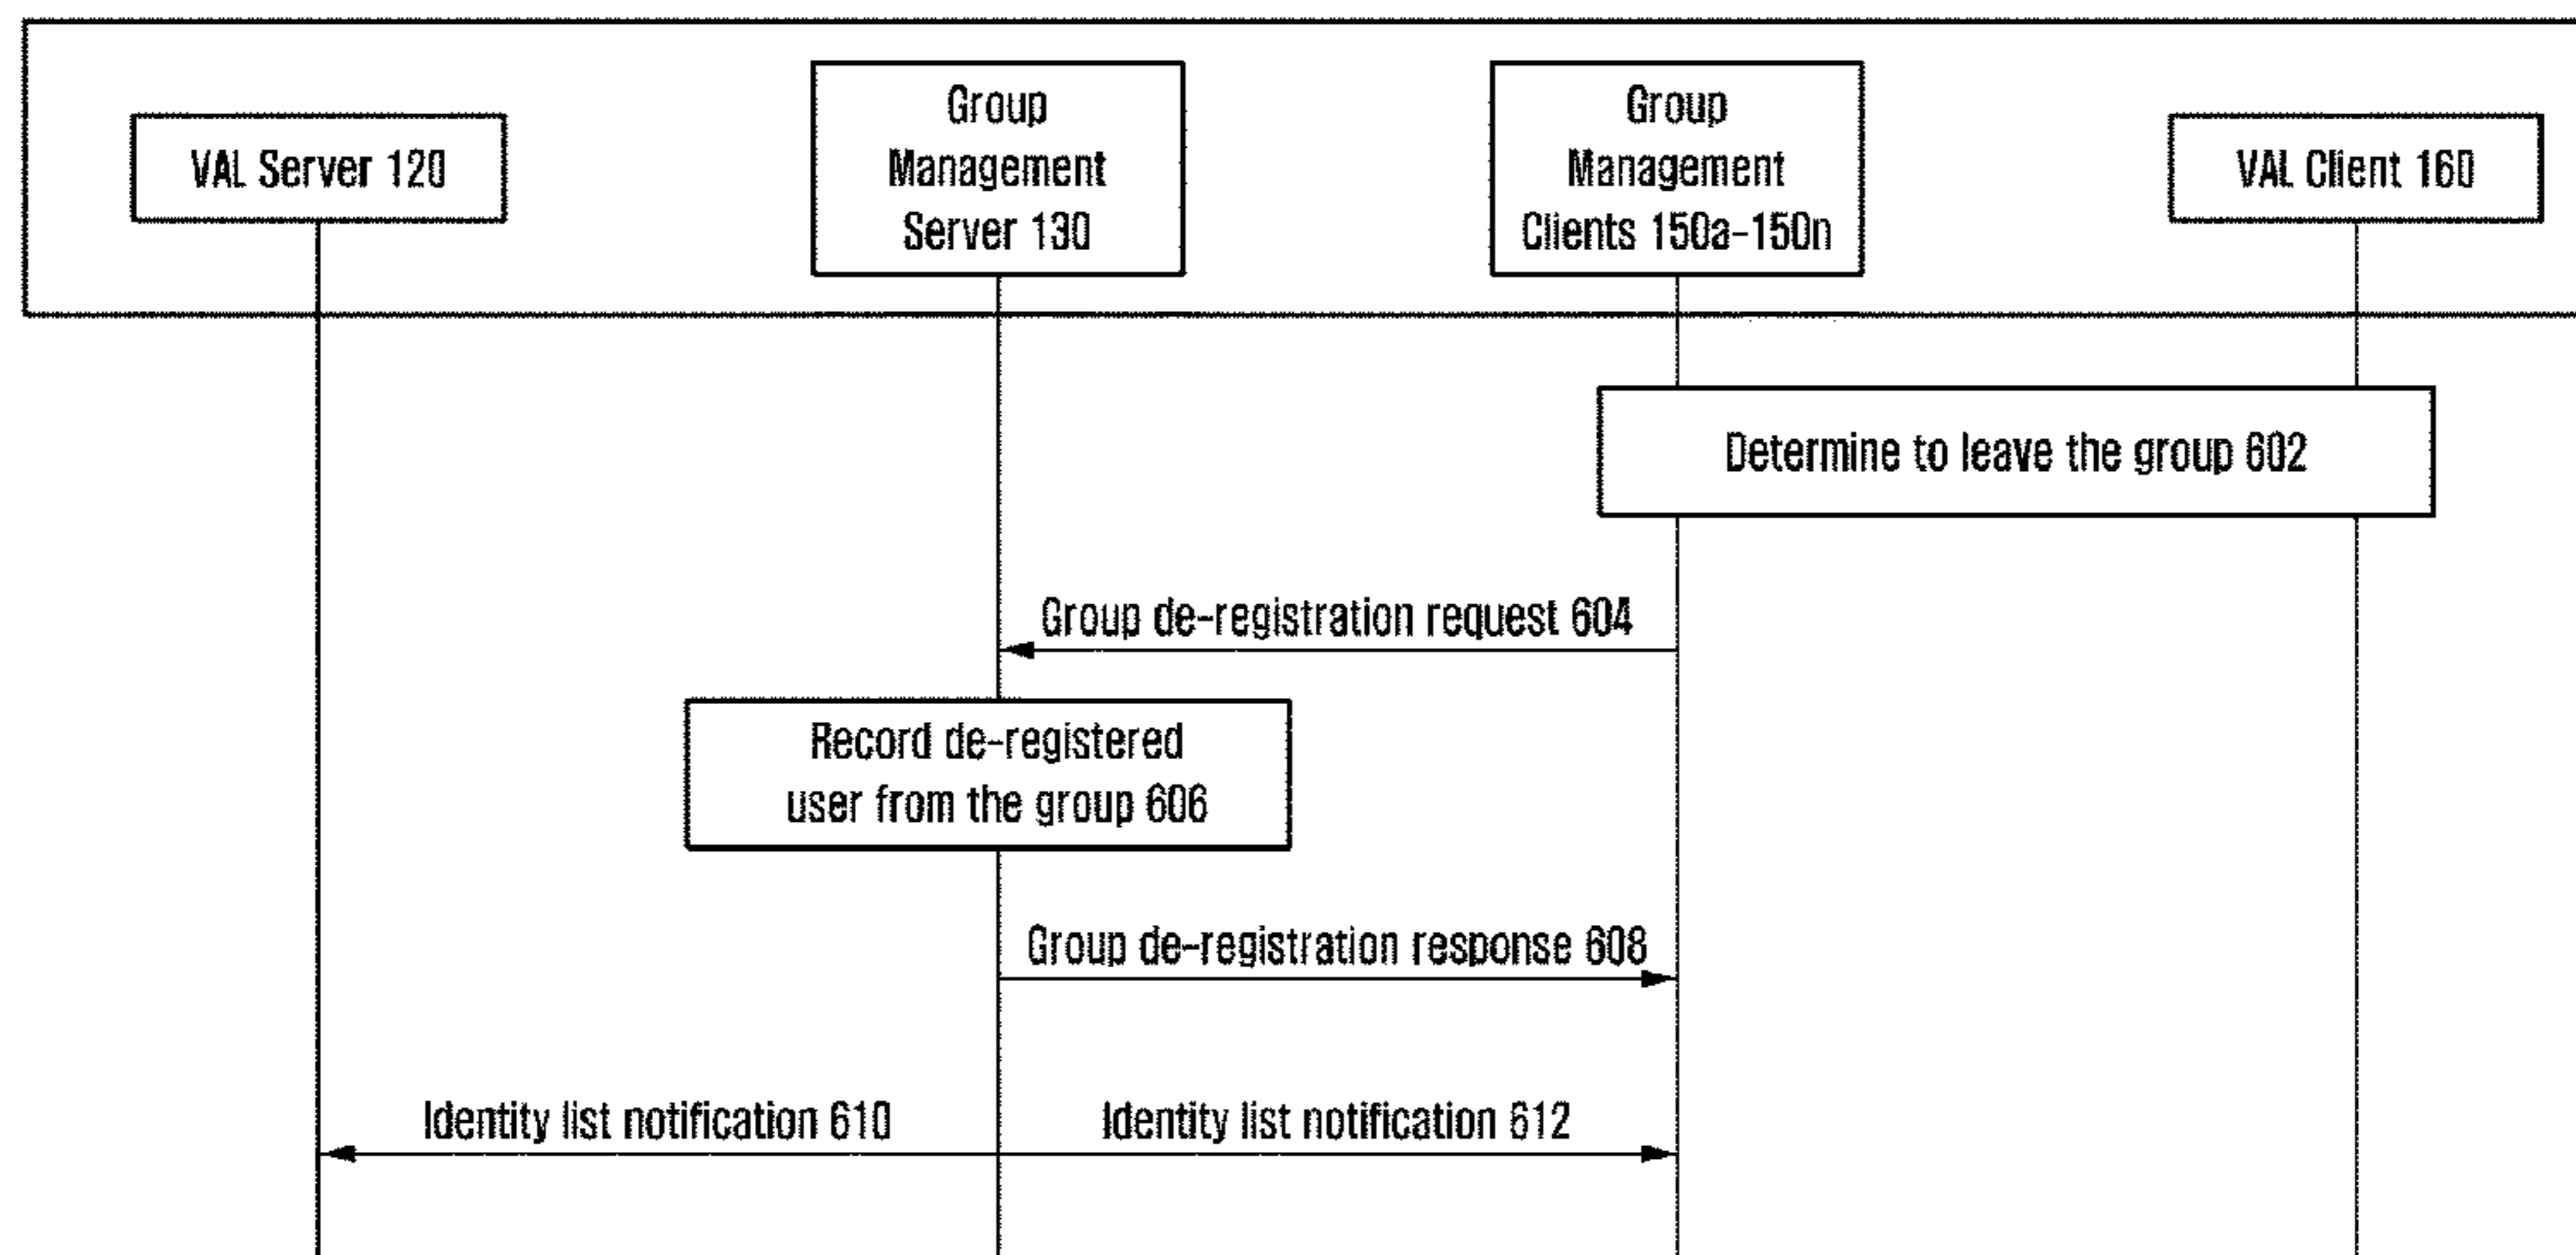 VAL Server 120
Group
Management
Server 130
Group
Management
Clients 150a-150n
VAL Client 160
Determine to leave the group 602
Group de-registration request 604
Record de-registered
user from the group 606
Group de-registration response 608
Identity list notification 610
Identity list notification 612